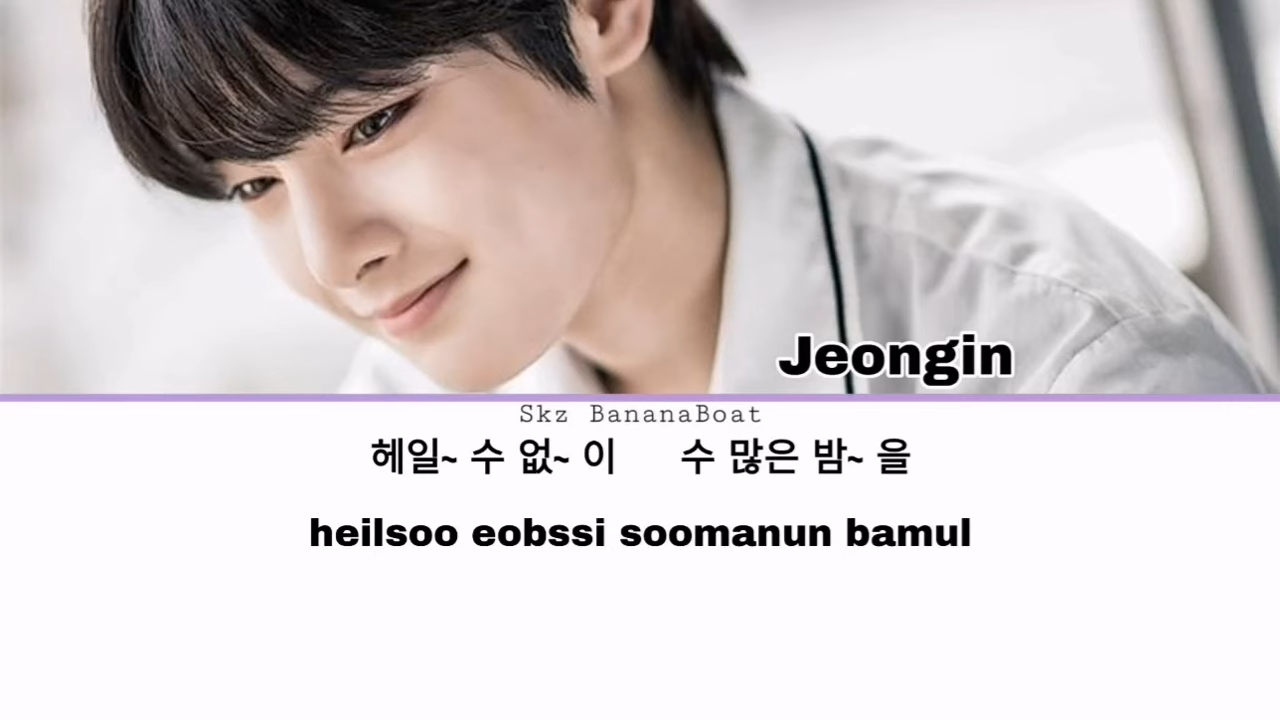 Jeongin
Skz BananaBoat
헤일~ 수 없~ 이 수 많은 밤~ 을
heilsoo eobssi soomanun bamul